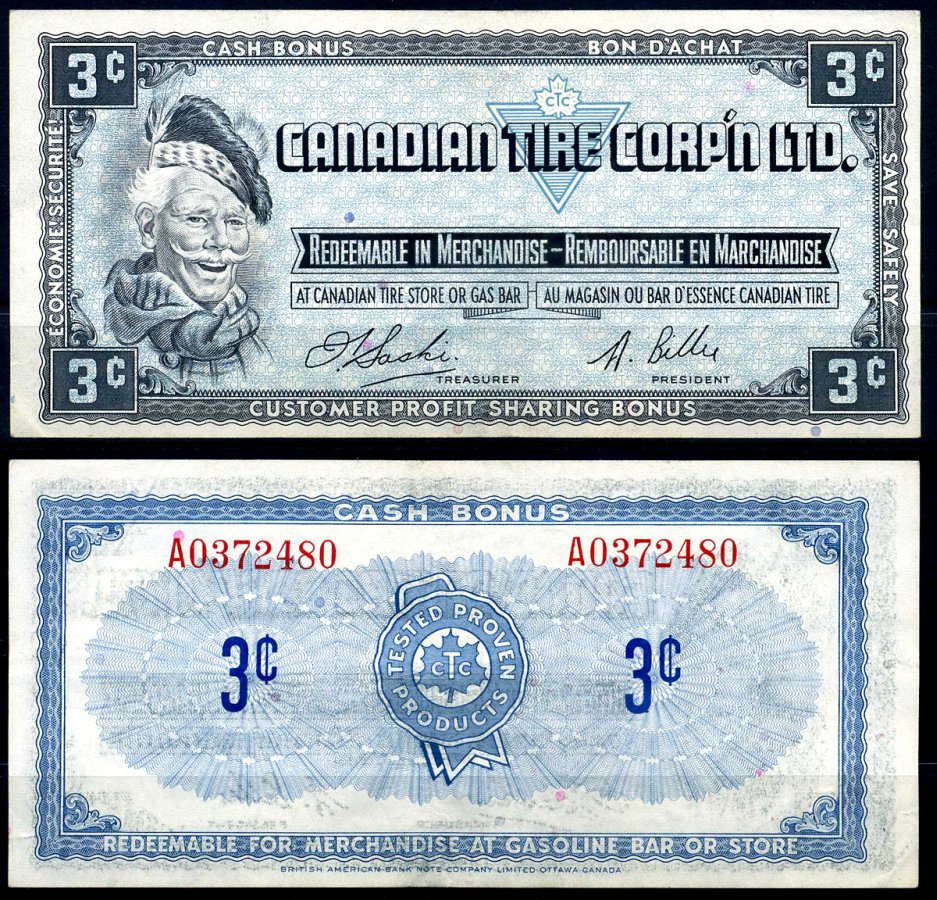 CASH BONUS BON D'ACHAT
3¢ 3¢
CTC
CANADIAN TIRE CORP'N LTD.
ÉCONOMIE! SÉCURITÉ!
SAVE SAFELY
REDEEMABLE IN MERCHANDISE – REMBOURSABLE EN MARCHANDISE
AT CANADIAN TIRE STORE OR GAS BAR AU MAGASIN OU BAR D'ESSENCE CANADIAN TIRE
TREASURER PRESIDENT
3¢ 3¢
CUSTOMER PROFIT SHARING BONUS
CASH BONUS
A0372480 A0372480
TESTED PROVEN
3¢ CTC 3¢
PRODUCTS
REDEEMABLE FOR MERCHANDISE AT GASOLINE BAR OR STORE
BRITISH AMERICAN BANK NOTE COMPANY LIMITED OTTAWA CANADA